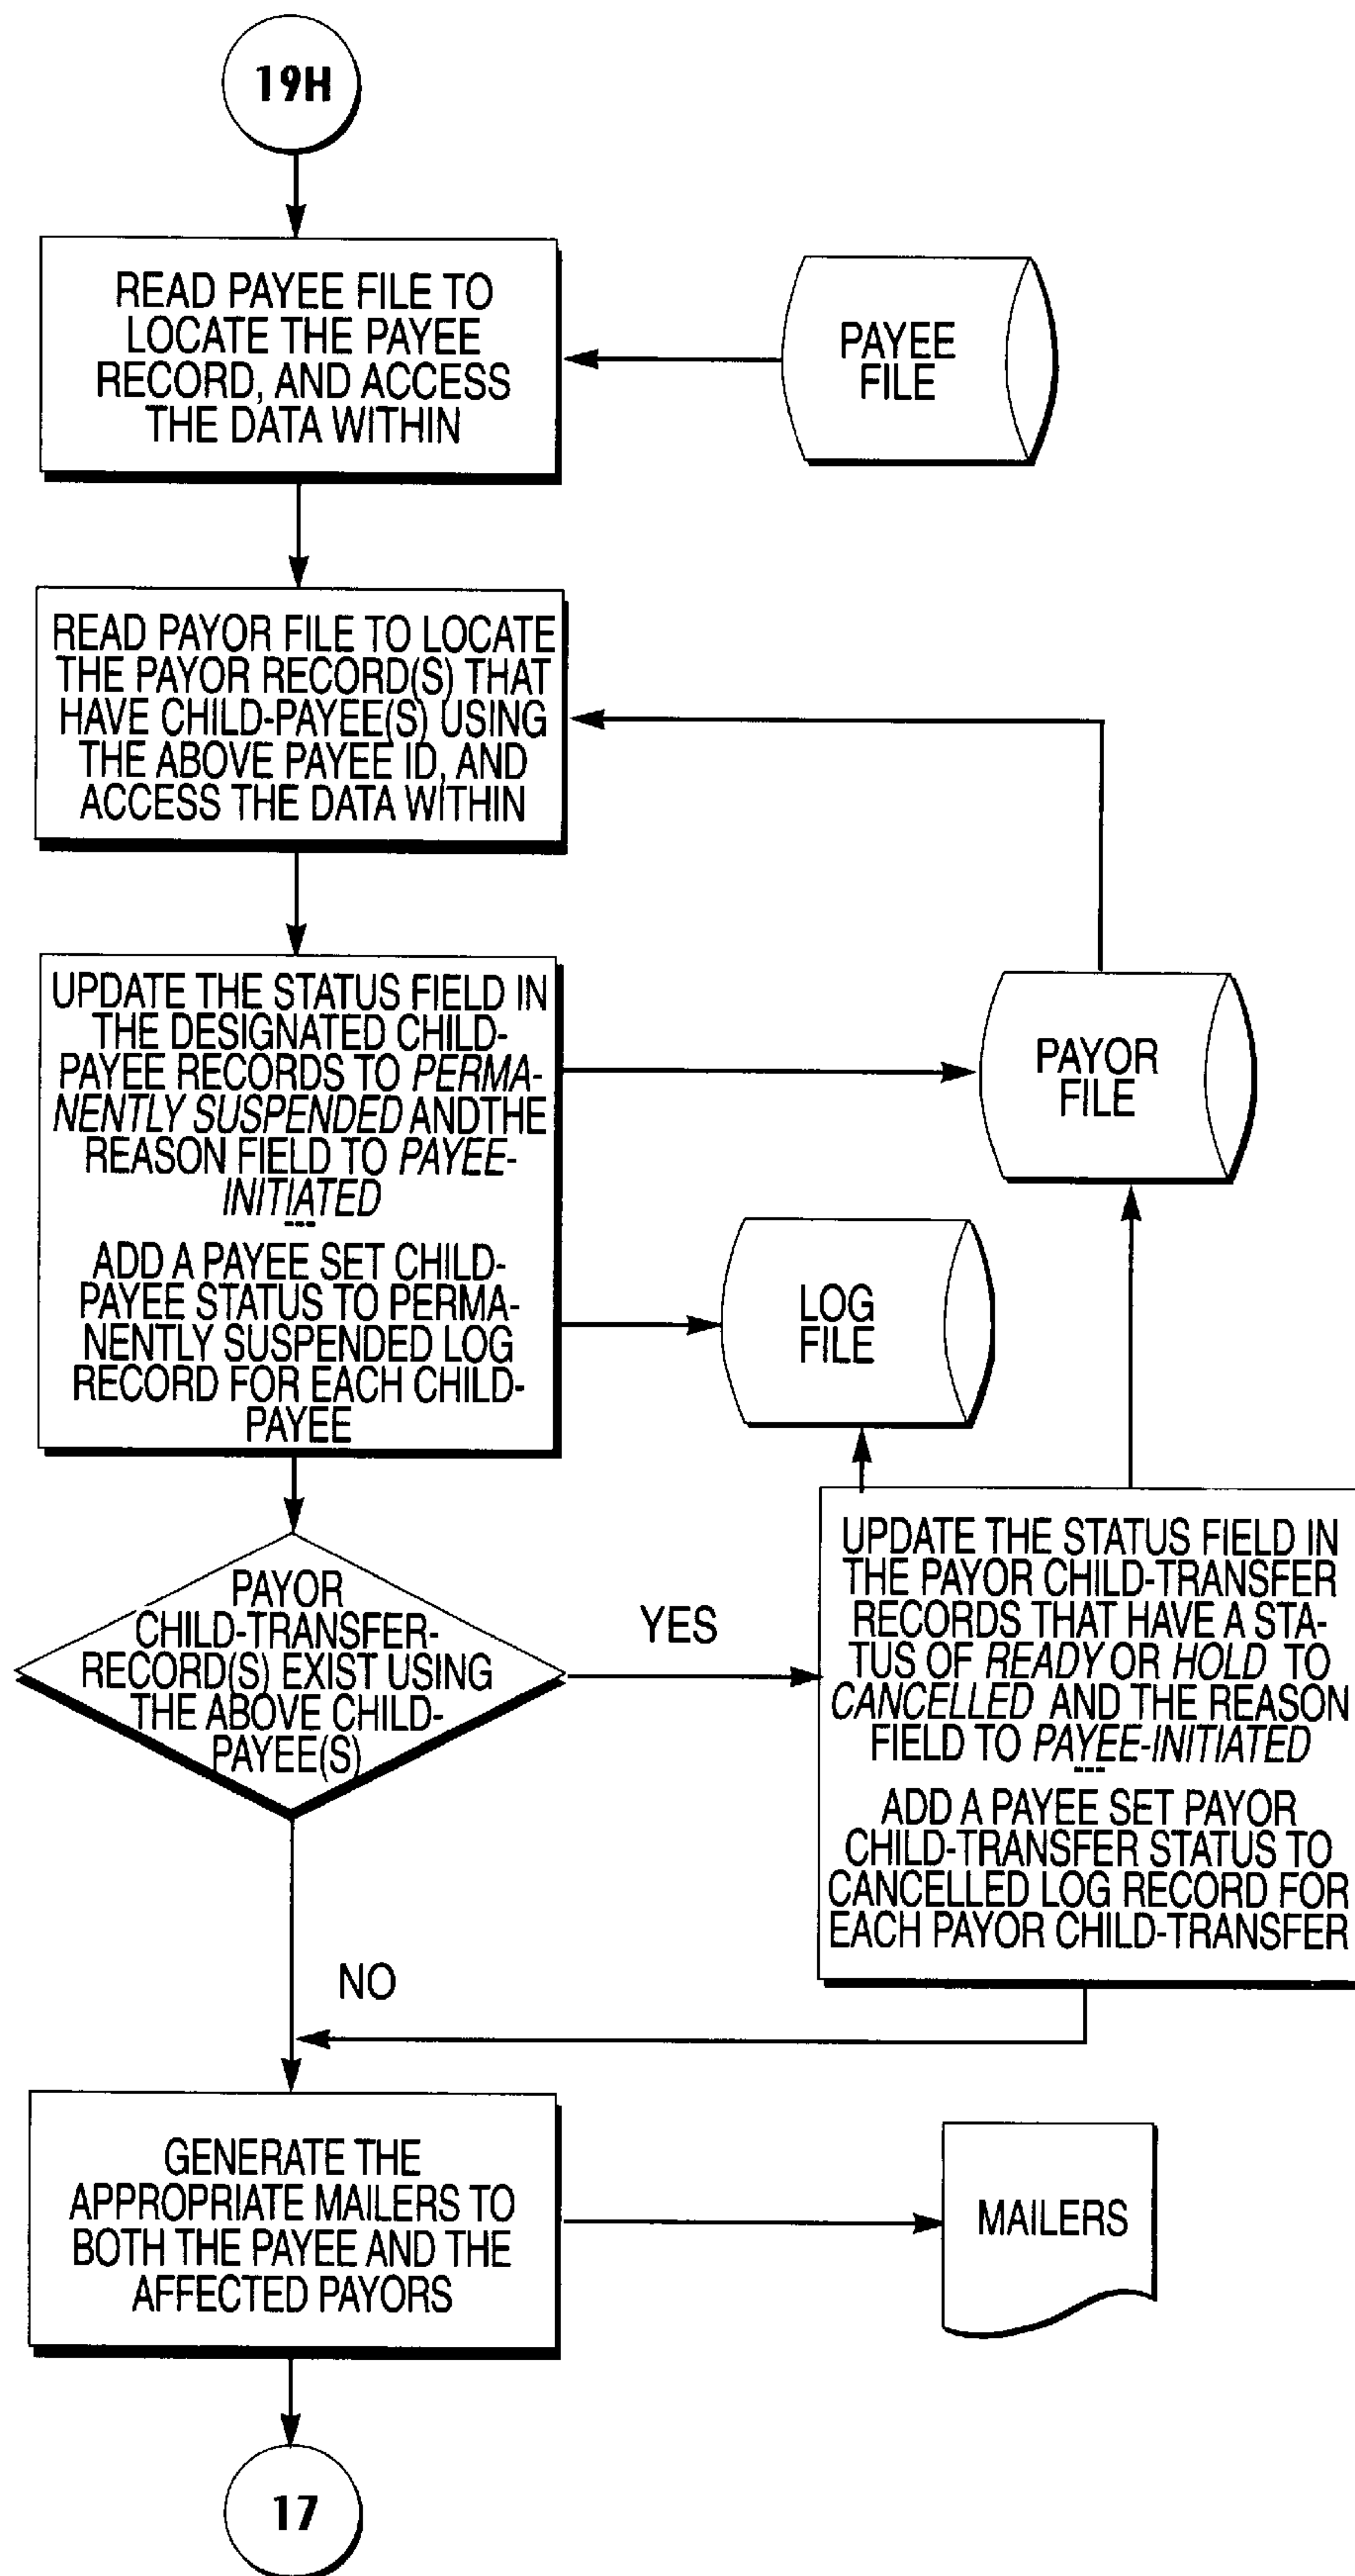 19H
READ PAYEE FILE TO
LOCATE THE PAYEE
RECORD, AND ACCESS
THE DATA WITHIN
PAYEE
FILE
READ PAYOR FILE TO LOCATE
THE PAYOR RECORD(S) THAT
HAVE CHILD-PAYEE(S) USING
THE ABOVE PAYEE ID, AND
ACCESS THE DATA WITHIN
UPDATE THE STATUS FIELD IN
THE DESIGNATED CHILD-
PAYEE RECORDS TO PERMA-
NENTLY SUSPENDED ANDTHE
REASON FIELD TO PAYEE-
INITIATED
---
ADD A PAYEE SET CHILD-
PAYEE STATUS TO PERMA-
NENTLY SUSPENDED LOG
RECORD FOR EACH CHILD-
PAYEE
PAYOR
FILE
LOG
FILE
PAYOR
CHILD-TRANSFER-
RECORD(S) EXIST USING
THE ABOVE CHILD-
PAYEE(S)
YES
UPDATE THE STATUS FIELD IN
THE PAYOR CHILD-TRANSFER
RECORDS THAT HAVE A STA-
TUS OF READY OR HOLD TO
CANCELLED AND THE REASON
FIELD TO PAYEE-INITIATED
---
ADD A PAYEE SET PAYOR
CHILD-TRANSFER STATUS TO
CANCELLED LOG RECORD FOR
EACH PAYOR CHILD-TRANSFER
NO
GENERATE THE
APPROPRIATE MAILERS TO
BOTH THE PAYEE AND THE
AFFECTED PAYORS
MAILERS
17